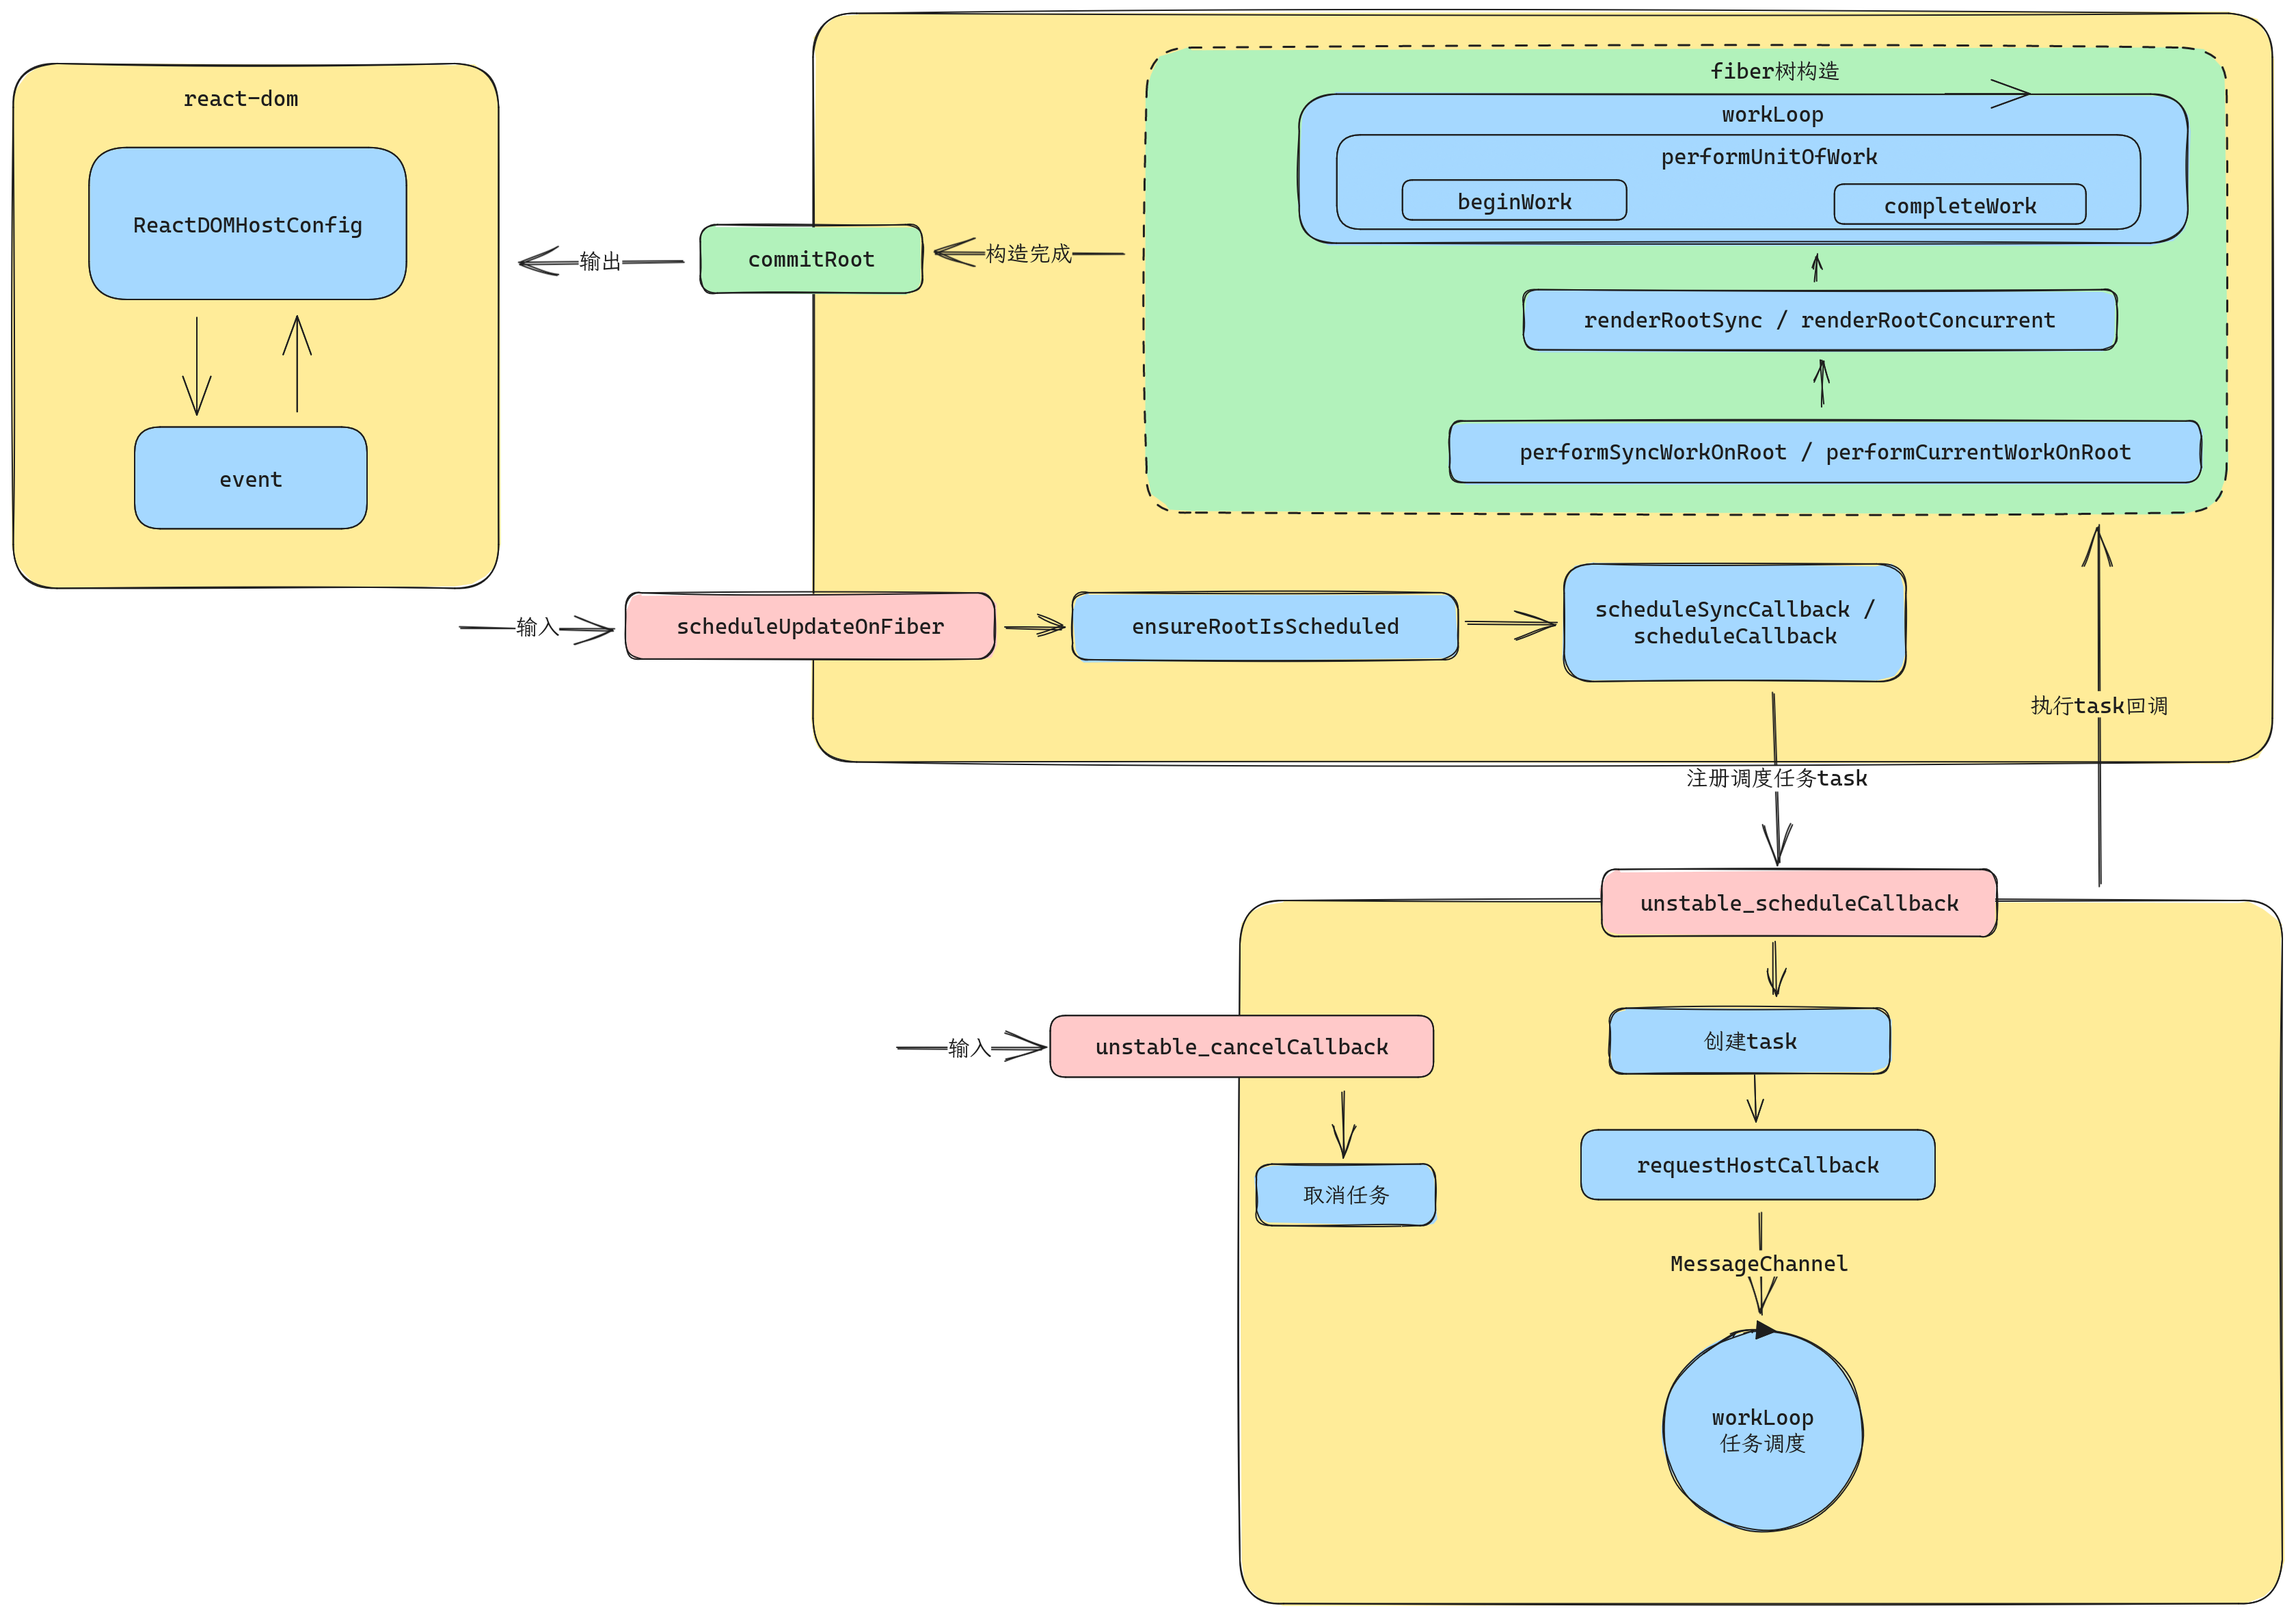 react-dom
ReactDOMHostConfig
event
fiber树构造
workLoop
performUnitOfWork
beginWork
completeWork
renderRootSync / renderRootConcurrent
performSyncWorkOnRoot / performCurrentWorkOnRoot
构造完成
commitRoot
输出
输入
scheduleUpdateOnFiber
ensureRootIsScheduled
scheduleSyncCallback /
scheduleCallback
执行task回调
注册调度任务task
unstable_scheduleCallback
输入
unstable_cancelCallback
取消任务
创建task
requestHostCallback
MessageChannel
workLoop
任务调度